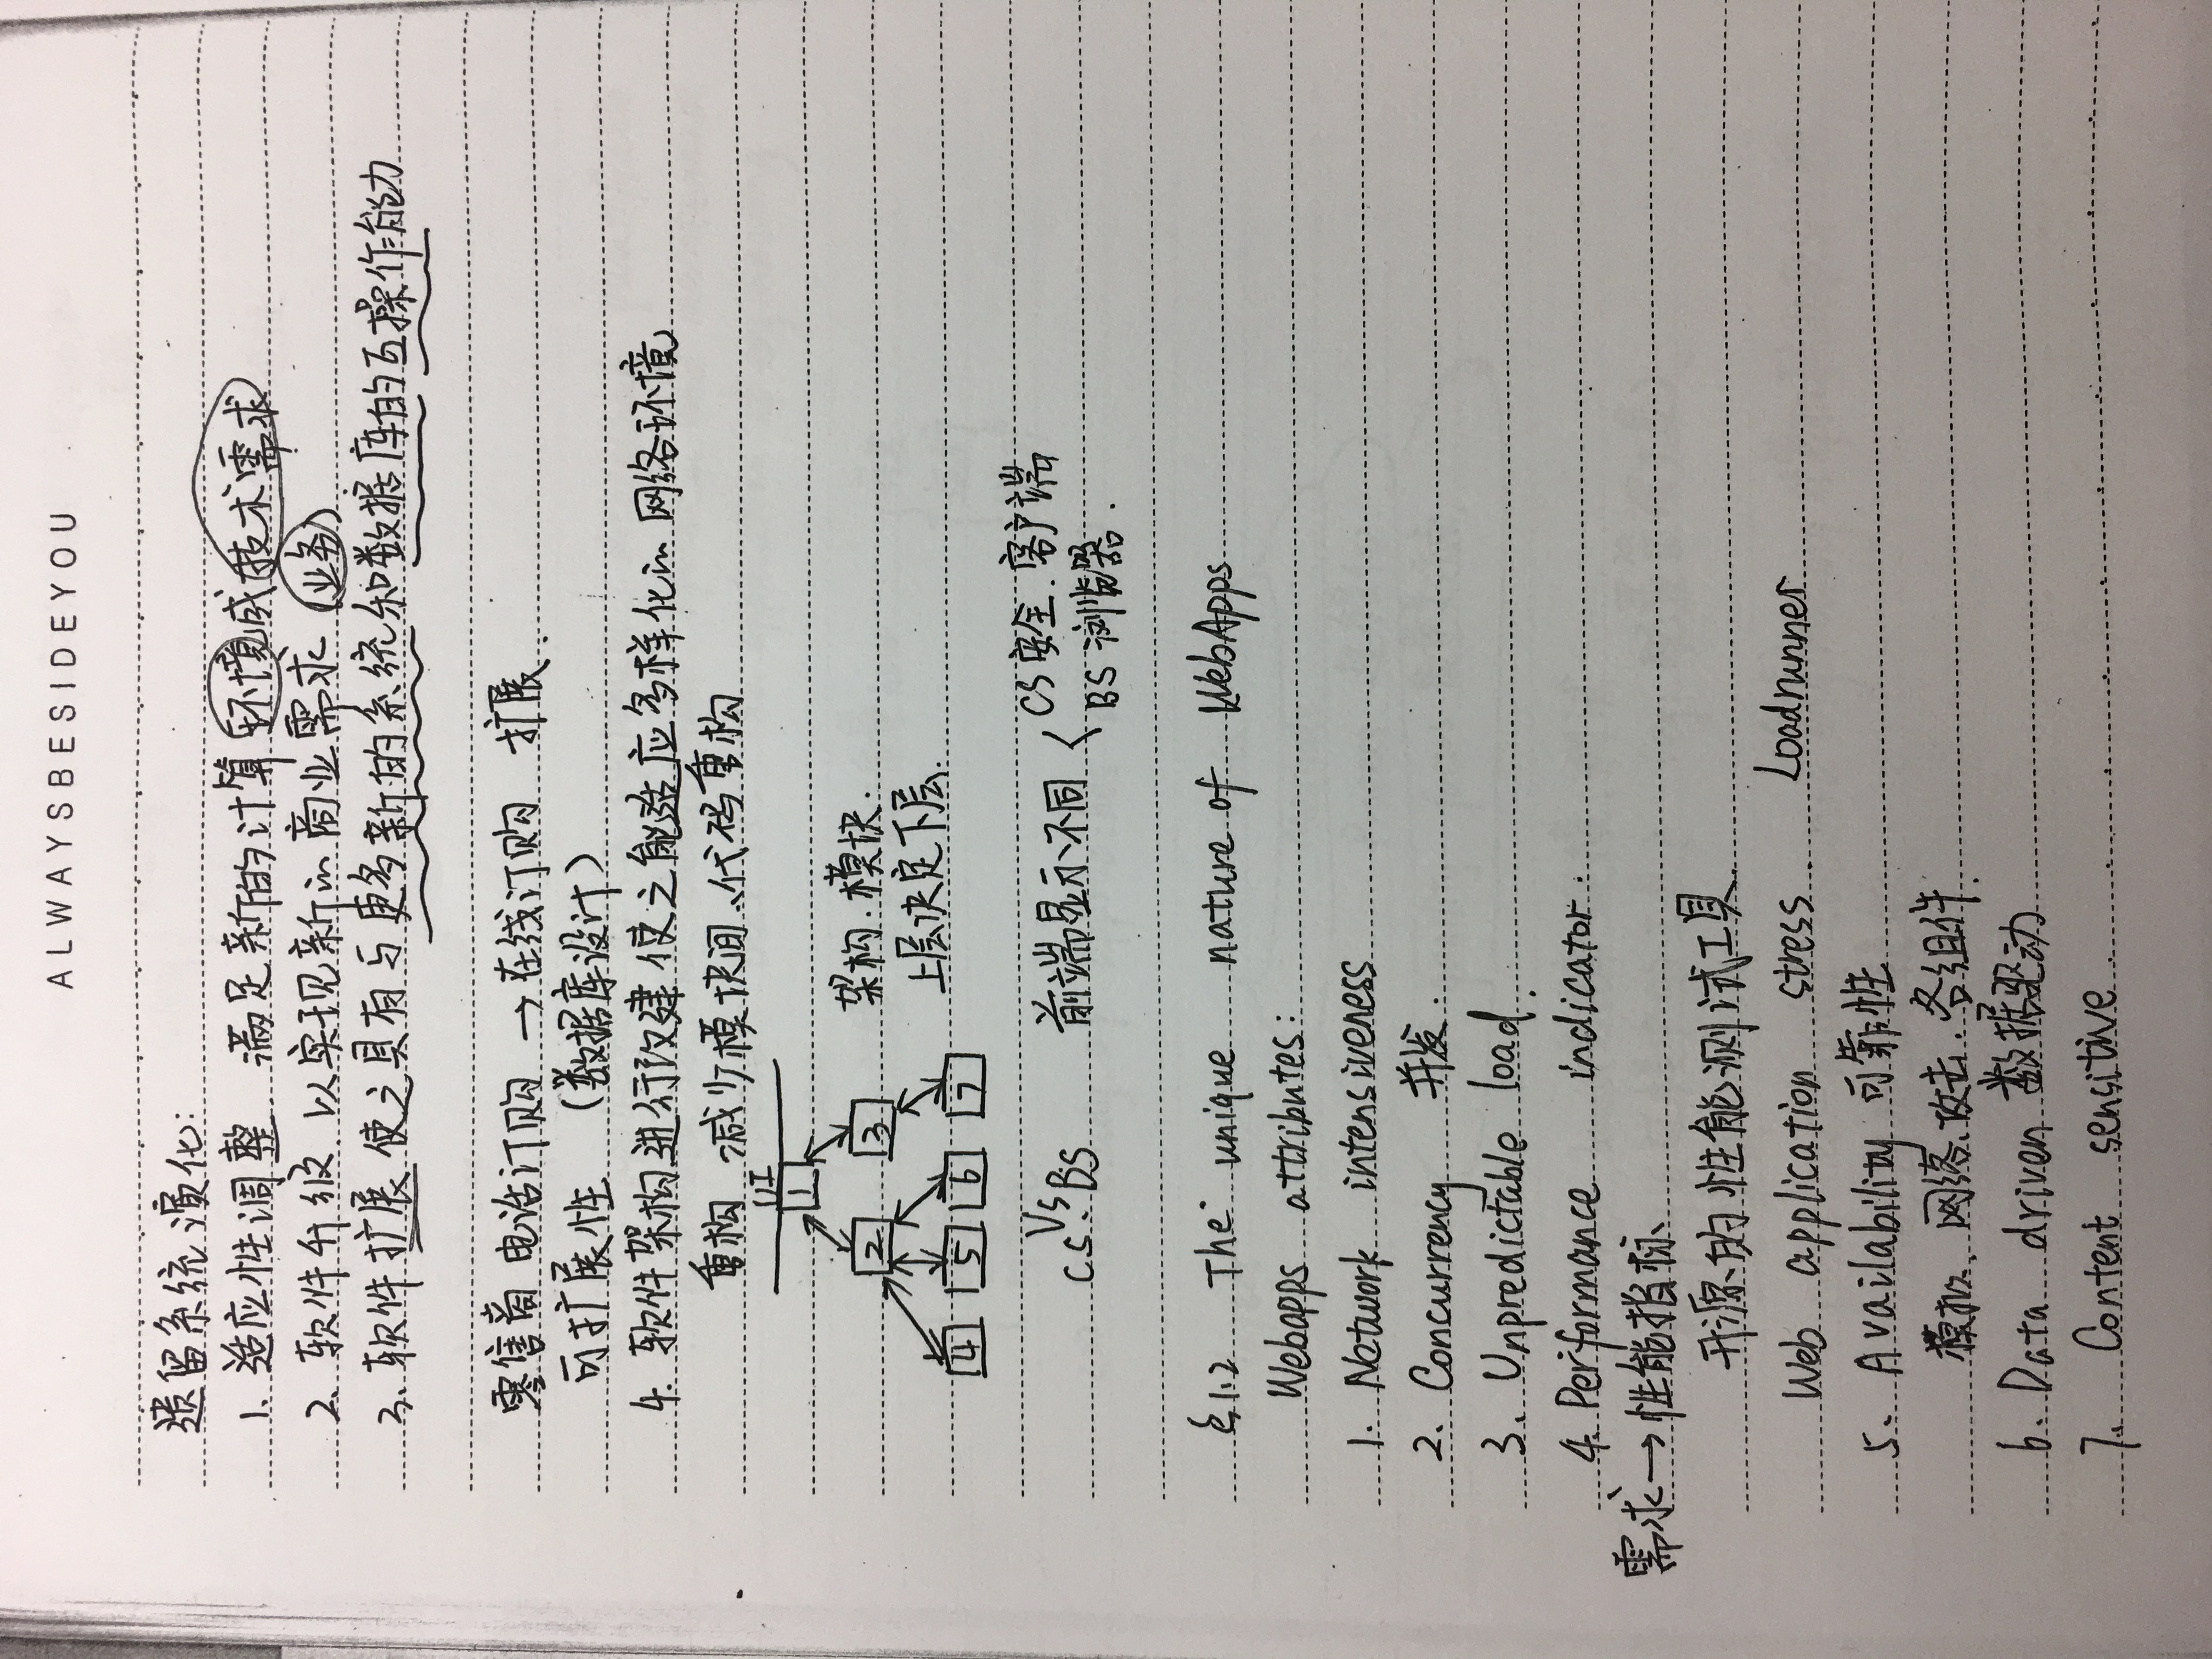 ALWAYSBESIDEYOU
遗留系统演化:
1. 适应性调整 满足新的计算环境或技术需求
2. 软件升级. 以实现新的商业需求 (业务).
3. 软件扩展 使之具有与更多新的系统和数据库的互操作能力
零售商 电话订购 → 在线订购 扩展.
可扩展性 (数据库设计)
4. 软件架构进行改建 使之能适应多样化的网络环境
重构 减少模块间、代码重构
UI
1
2 3 架构.模块.
上层决定下层.
4 5 6 7
CS VS BS 前端显示不同 < CS 安全.客户端
BS 浏览器.
§1.2 The unique nature of WebApps
Webapps attributes:
1. Network intensiveness
2. Concurrency 并发.
3. Unpredictable load.
4. Performance indicator.
需求→性能指标、
开源的性能测试工具.
Web application stress. Loadrunner
5. Availability 可靠性
模拟、网络、攻击.各组件.
6. Data driven 数据驱动
7. Content sensitive